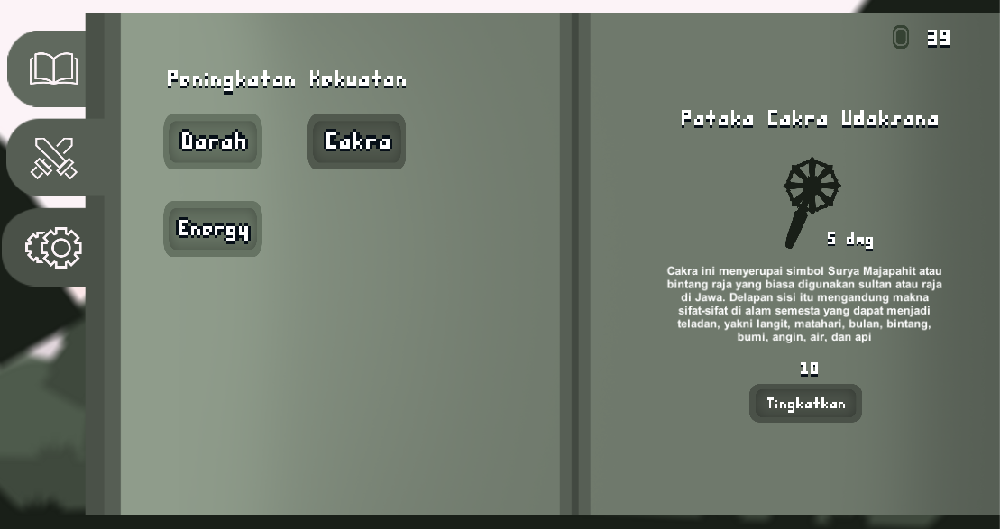 39
Peningkatan Kekuatan
Darah
Cakra
Energy
Pataka Cakra Udaksana
5 dmg
Cakra ini menyerupai simbol Surya Majapahit atau
bintang raja yang biasa digunakan sultan atau raja
di Jawa. Delapan sisi itu mengandung makna
sifat-sifat di alam semesta yang dapat menjadi
teladan, yakni langit, matahari, bulan, bintang,
bumi, angin, air, dan api
10
Tingkatkan